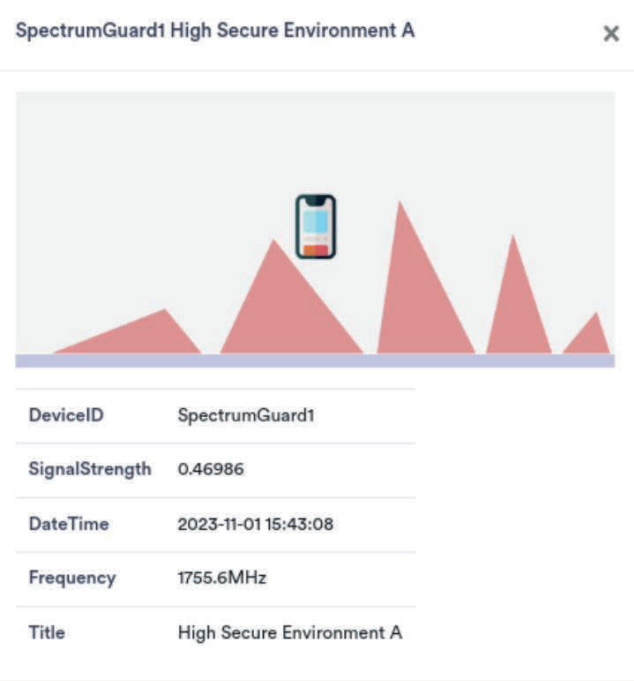 SpectrumGuard1 High Secure Environment A
DeviceID SpectrumGuard1
SignalStrength 0.46986
DateTime 2023-11-01 15:43:08
Frequency 1755.6MHz
Title High Secure Environment A